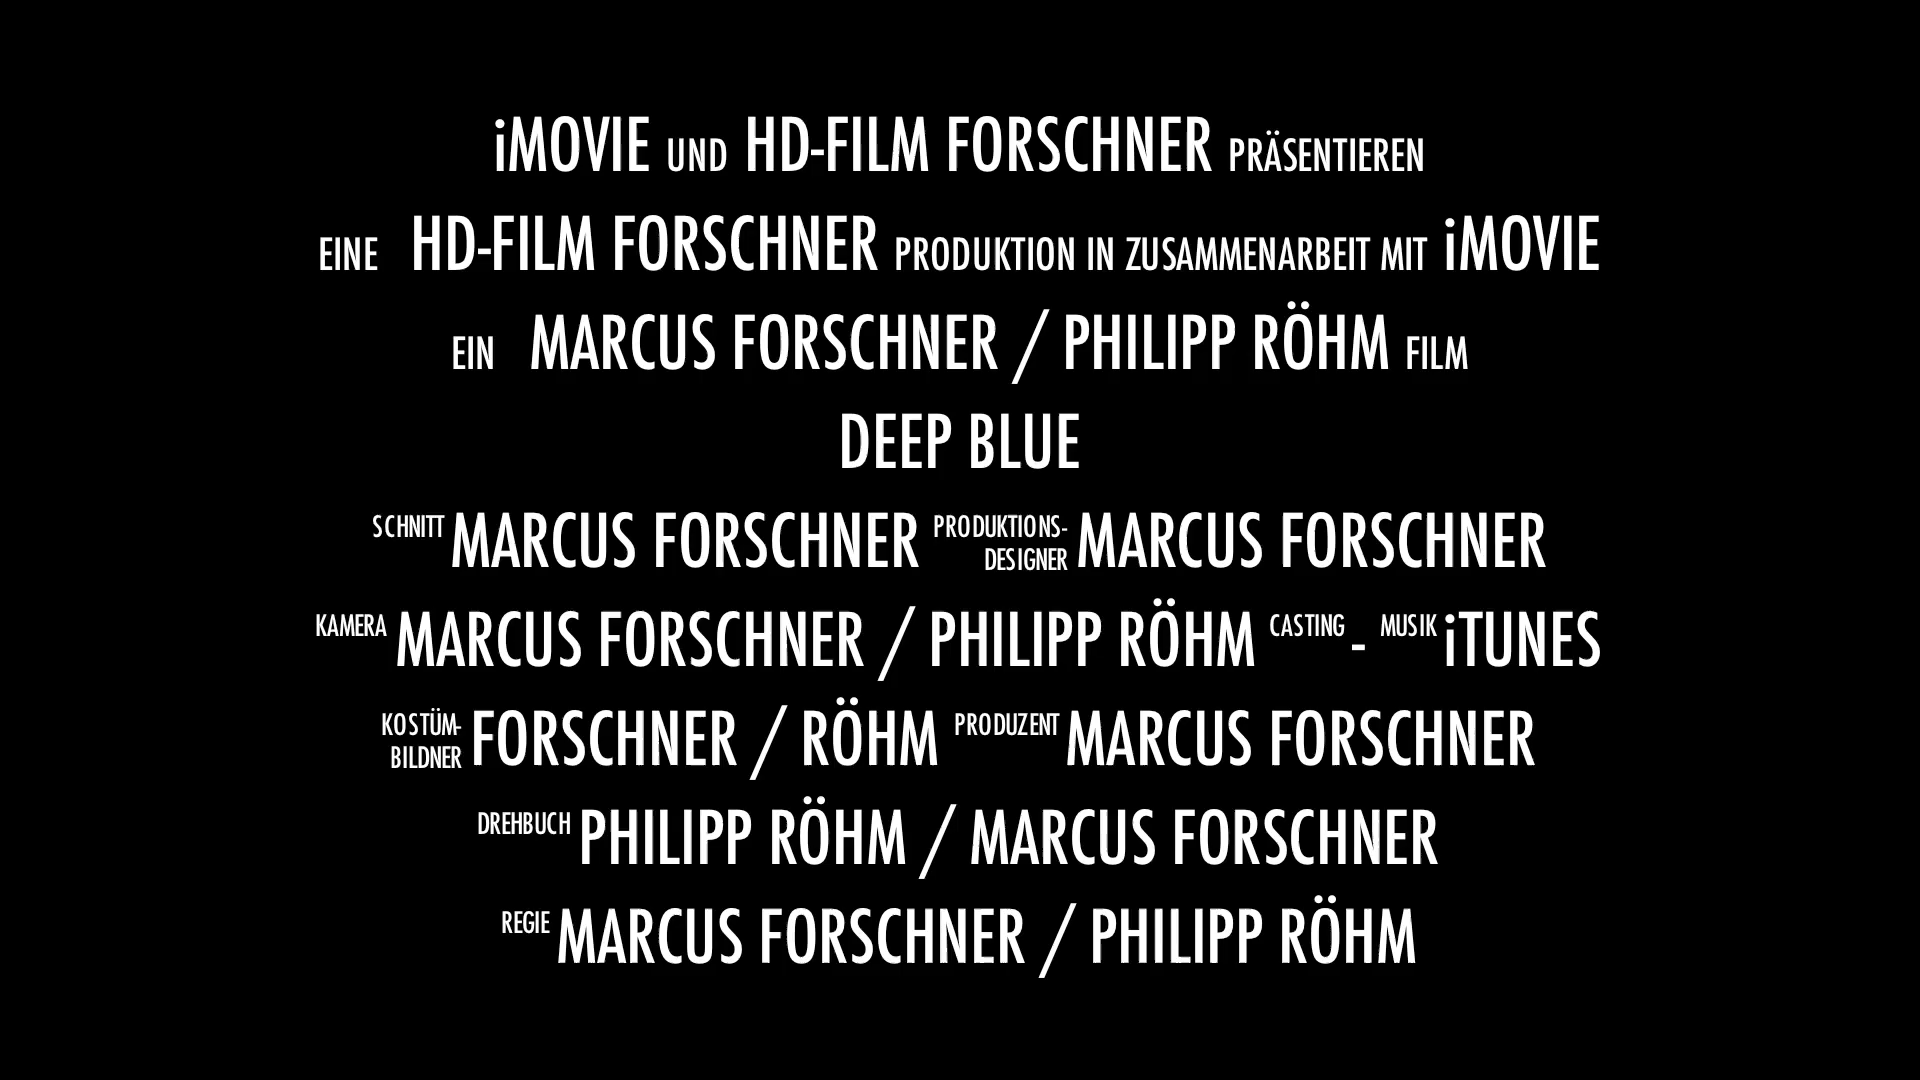 iMOVIE UND HD-FILM FORSCHNER PRÄSENTIEREN
EINE HD-FILM FORSCHNER PRODUKTION IN ZUSAMMENARBEIT MIT iMOVIE
EIN MARCUS FORSCHNER / PHILIPP RÖHM FILM
DEEP BLUE
SCHNITT MARCUS FORSCHNER PRODUKTIONS-DESIGNER MARCUS FORSCHNER
KAMERA MARCUS FORSCHNER / PHILIPP RÖHM CASTING - MUSIK iTUNES
KOSTÜM-BILDNER FORSCHNER / RÖHM PRODUZENT MARCUS FORSCHNER
DREHBUCH PHILIPP RÖHM / MARCUS FORSCHNER
REGIE MARCUS FORSCHNER / PHILIPP RÖHM